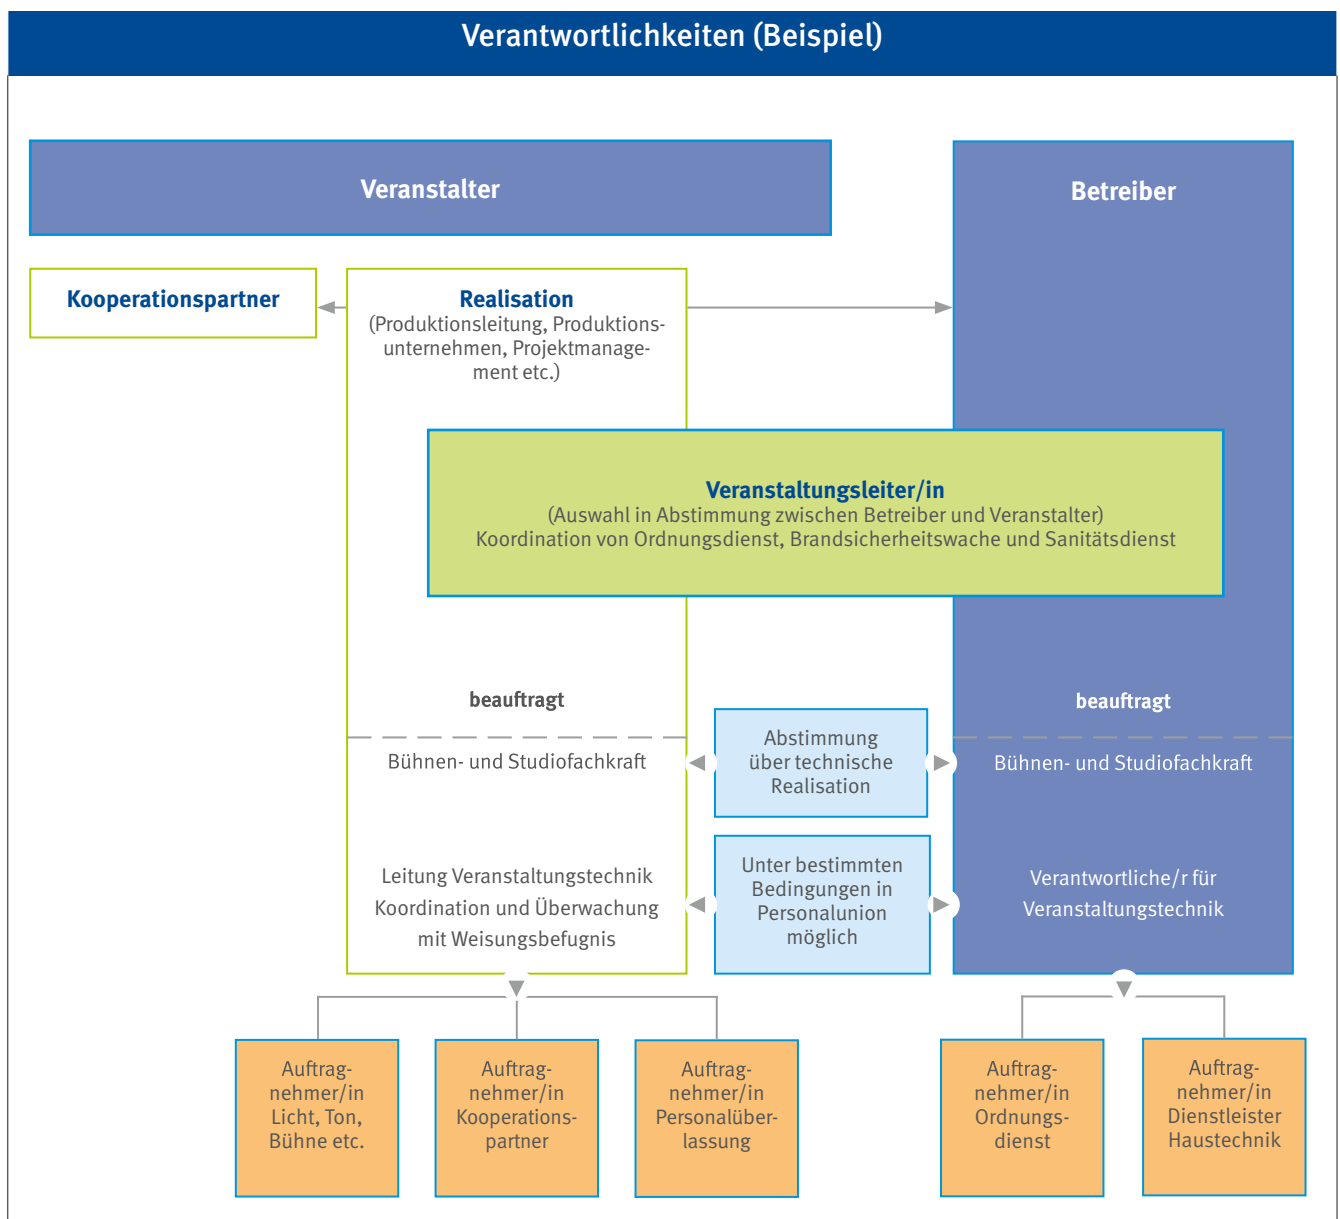 Verantwortlichkeiten (Beispiel)
Veranstalter
Betreiber
Kooperationspartner
Realisation
(Produktionsleitung, Produktions-
unternehmen, Projektmanage-
ment etc.)
Veranstaltungsleiter/in
(Auswahl in Abstimmung zwischen Betreiber und Veranstalter)
Koordination von Ordnungsdienst, Brandsicherheitswache und Sanitätsdienst
beauftragt
beauftragt
Bühnen- und Studiofachkraft
Abstimmung
über technische
Realisation
Bühnen- und Studiofachkraft
Leitung Veranstaltungstechnik
Koordination und Überwachung
mit Weisungsbefugnis
Unter bestimmten
Bedingungen in
Personalunion
möglich
Verantwortliche/r für
Veranstaltungstechnik
Auftrag-
nehmer/in
Licht, Ton,
Bühne etc.
Auftrag-
nehmer/in
Kooperations-
partner
Auftrag-
nehmer/in
Personalüber-
lassung
Auftrag-
nehmer/in
Ordnungs-
dienst
Auftrag-
nehmer/in
Dienstleister
Haustechnik